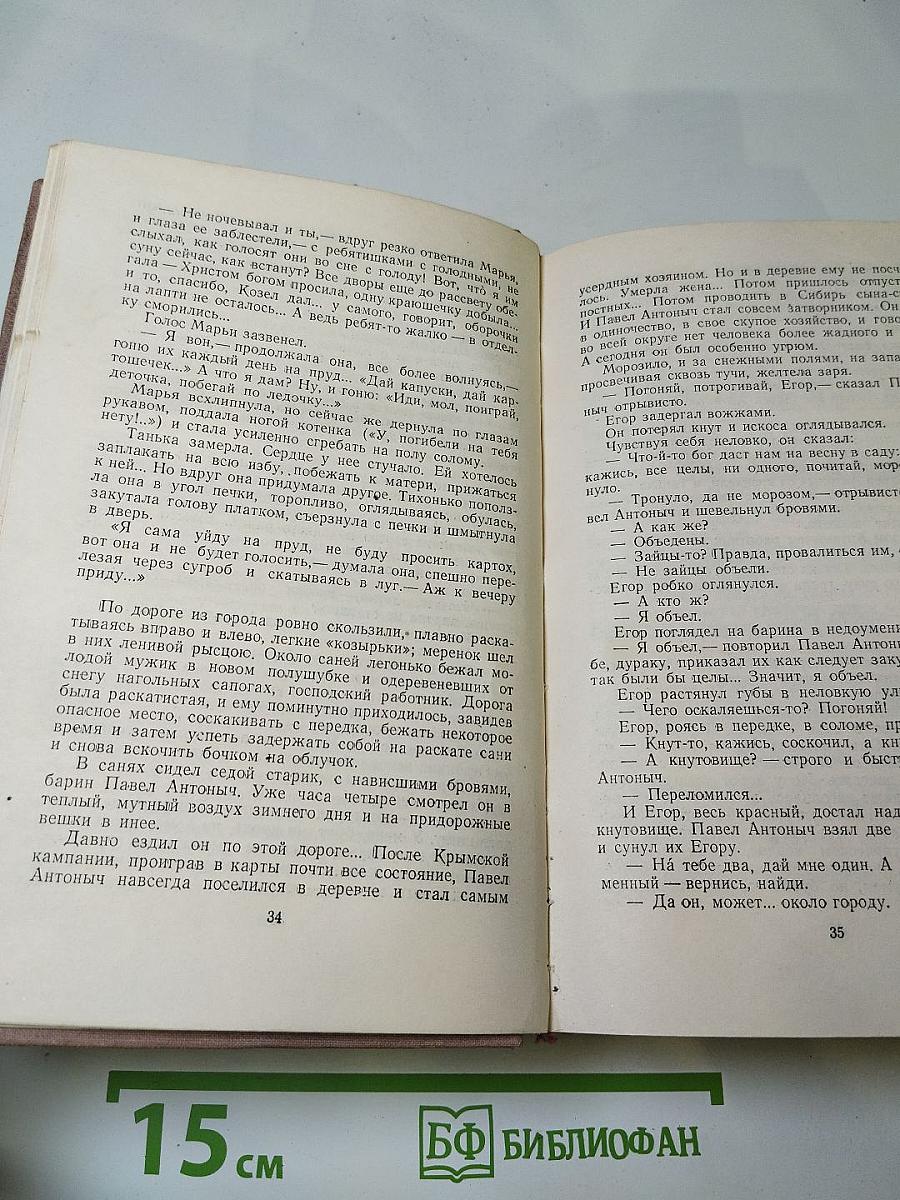 — Не ночевывал и ты,— вдруг резко ответила Марья,
и глаза ее заблестели,— с ребятишками с голодными, не
слыхал, как голосят они во сне с голоду! Вот, что́ я им
суну сейчас, как встанут? Все дворы еще до рассвету обе-
гала — Христом богом просила, одну краюшечку добыла...
и то, спасибо, Козел дал... у самого, говорит, оборочки
на лапти не осталось... А ведь ребят-то жалко — в отдел-
ку сморились...
Голос Марьи зазвенел.
— Я вон,— продолжала она, все более волнуясь,—
гоню их каждый день на пруд... «Дай капуски, дай кар-
тошечек...» А что я дам? Ну, и гоню: «Иди, мол, поиграй,
деточка, побегай по ледочку...»
Марья всхлипнула, но сейчас же дернула по глазам
рукавом, поддала ногой котенка («У, погибели на тебя
нету!..») и стала усиленно сгребать на полу солому.
Танька замерла. Сердце у нее стучало. Ей хотелось
заплакать на всю избу, побежать к матери, прижаться
к ней... Но вдруг она придумала другое. Тихонько поползла
ла она в угол печки, торопливо, оглядываясь, обулась,
закутала голову платком, съерзнула с печки и шмыгнула
в дверь.
«Я сама уйду на пруд, не буду просить картох,
вот она и не будет голосить,— думала она, спешно пере-
лезая через сугроб и скатываясь в луг.— Аж к вечеру
приду...»
По дороге из города ровно скользили, плавно раска-
тываясь вправо и влево, легкие «козырьки»; меренок шел
в них ленивой рысцою. Около саней легонько бежал мо-
лодой мужик в новом полушубке и одеревеневших от
снегу нагольных сапогах, господский работник. Дорога
была раскатистая, и ему поминутно приходилось, завидев
опасное место, соскакивать с передка, бежать некоторое
время и затем успеть задержать собой на раскате сани
и снова вскочить бочком на облучок.
В санях сидел седой старик, с нависшими бровями,
барин Павел Антоныч. Уже часа четыре смотрел он в
теплый, мутный воздух зимнего дня и на придорожные
вешки в инее.
Давно ездил он по этой дороге... После Крымской
кампании, проиграв в карты почти все состояние, Павел
Антоныч навсегда поселился в деревне и стал самым
34
усердным хозяином. Но и в деревне ему не посч
лось. Умерла жена... Потом пришлось отпуст
постных... Потом проводить в Сибирь сына-с
И Павел Антоныч стал совсем затворником. Он
в одиночество, в свое скупое хозяйство, и гово
во всей округе нет человека более жадного и
А сегодня он был особенно угрюм.
Морозило, и за снежными полями, на запа
просвечивая сквозь тучи, желтела заря.
— Погоняй, потрогивай, Егор,— сказал П
ныч отрывисто.
Егор задергал вожжами.
Он потерял кнут и искоса оглядывался.
Чувствуя себя неловко, он сказал:
— Что-й-то бог даст нам на весну в саду:
кажись, все целы, ни одного, почитай, мор
нуло.
— Тронуло, да не морозом,— отрывист
вел Антоныч и шевельнул бровями.
— А как же?
— Объедены.
— Зайцы-то? Правда, провалиться им,
— Не зайцы объели.
Егор робко оглянулся.
— А кто ж?
— Я объел.
Егор поглядел на барина в недоумени
— Я объел,— повторил Павел Антон
бе, дураку, приказал их как следует заку
так были бы целы... Значит, я объел.
Егор растянул губы в неловкую ул
— Чего оскаляешься-то? Погоняй!
Егор, роясь в передке, в соломе, пр
— Кнут-то, кажись, соскочил, а кн
— А кнутовище? — строго и быст
Антоныч.
— Переломился...
И Егор, весь красный, достал над
кнутовище. Павел Антоныч взял две
и сунул их Егору.
— На́ тебе два, дай мне один. А
менный — вернись, найди.
— Да он, может... около городу.
35
15 см
БФ БИБЛИОФАН